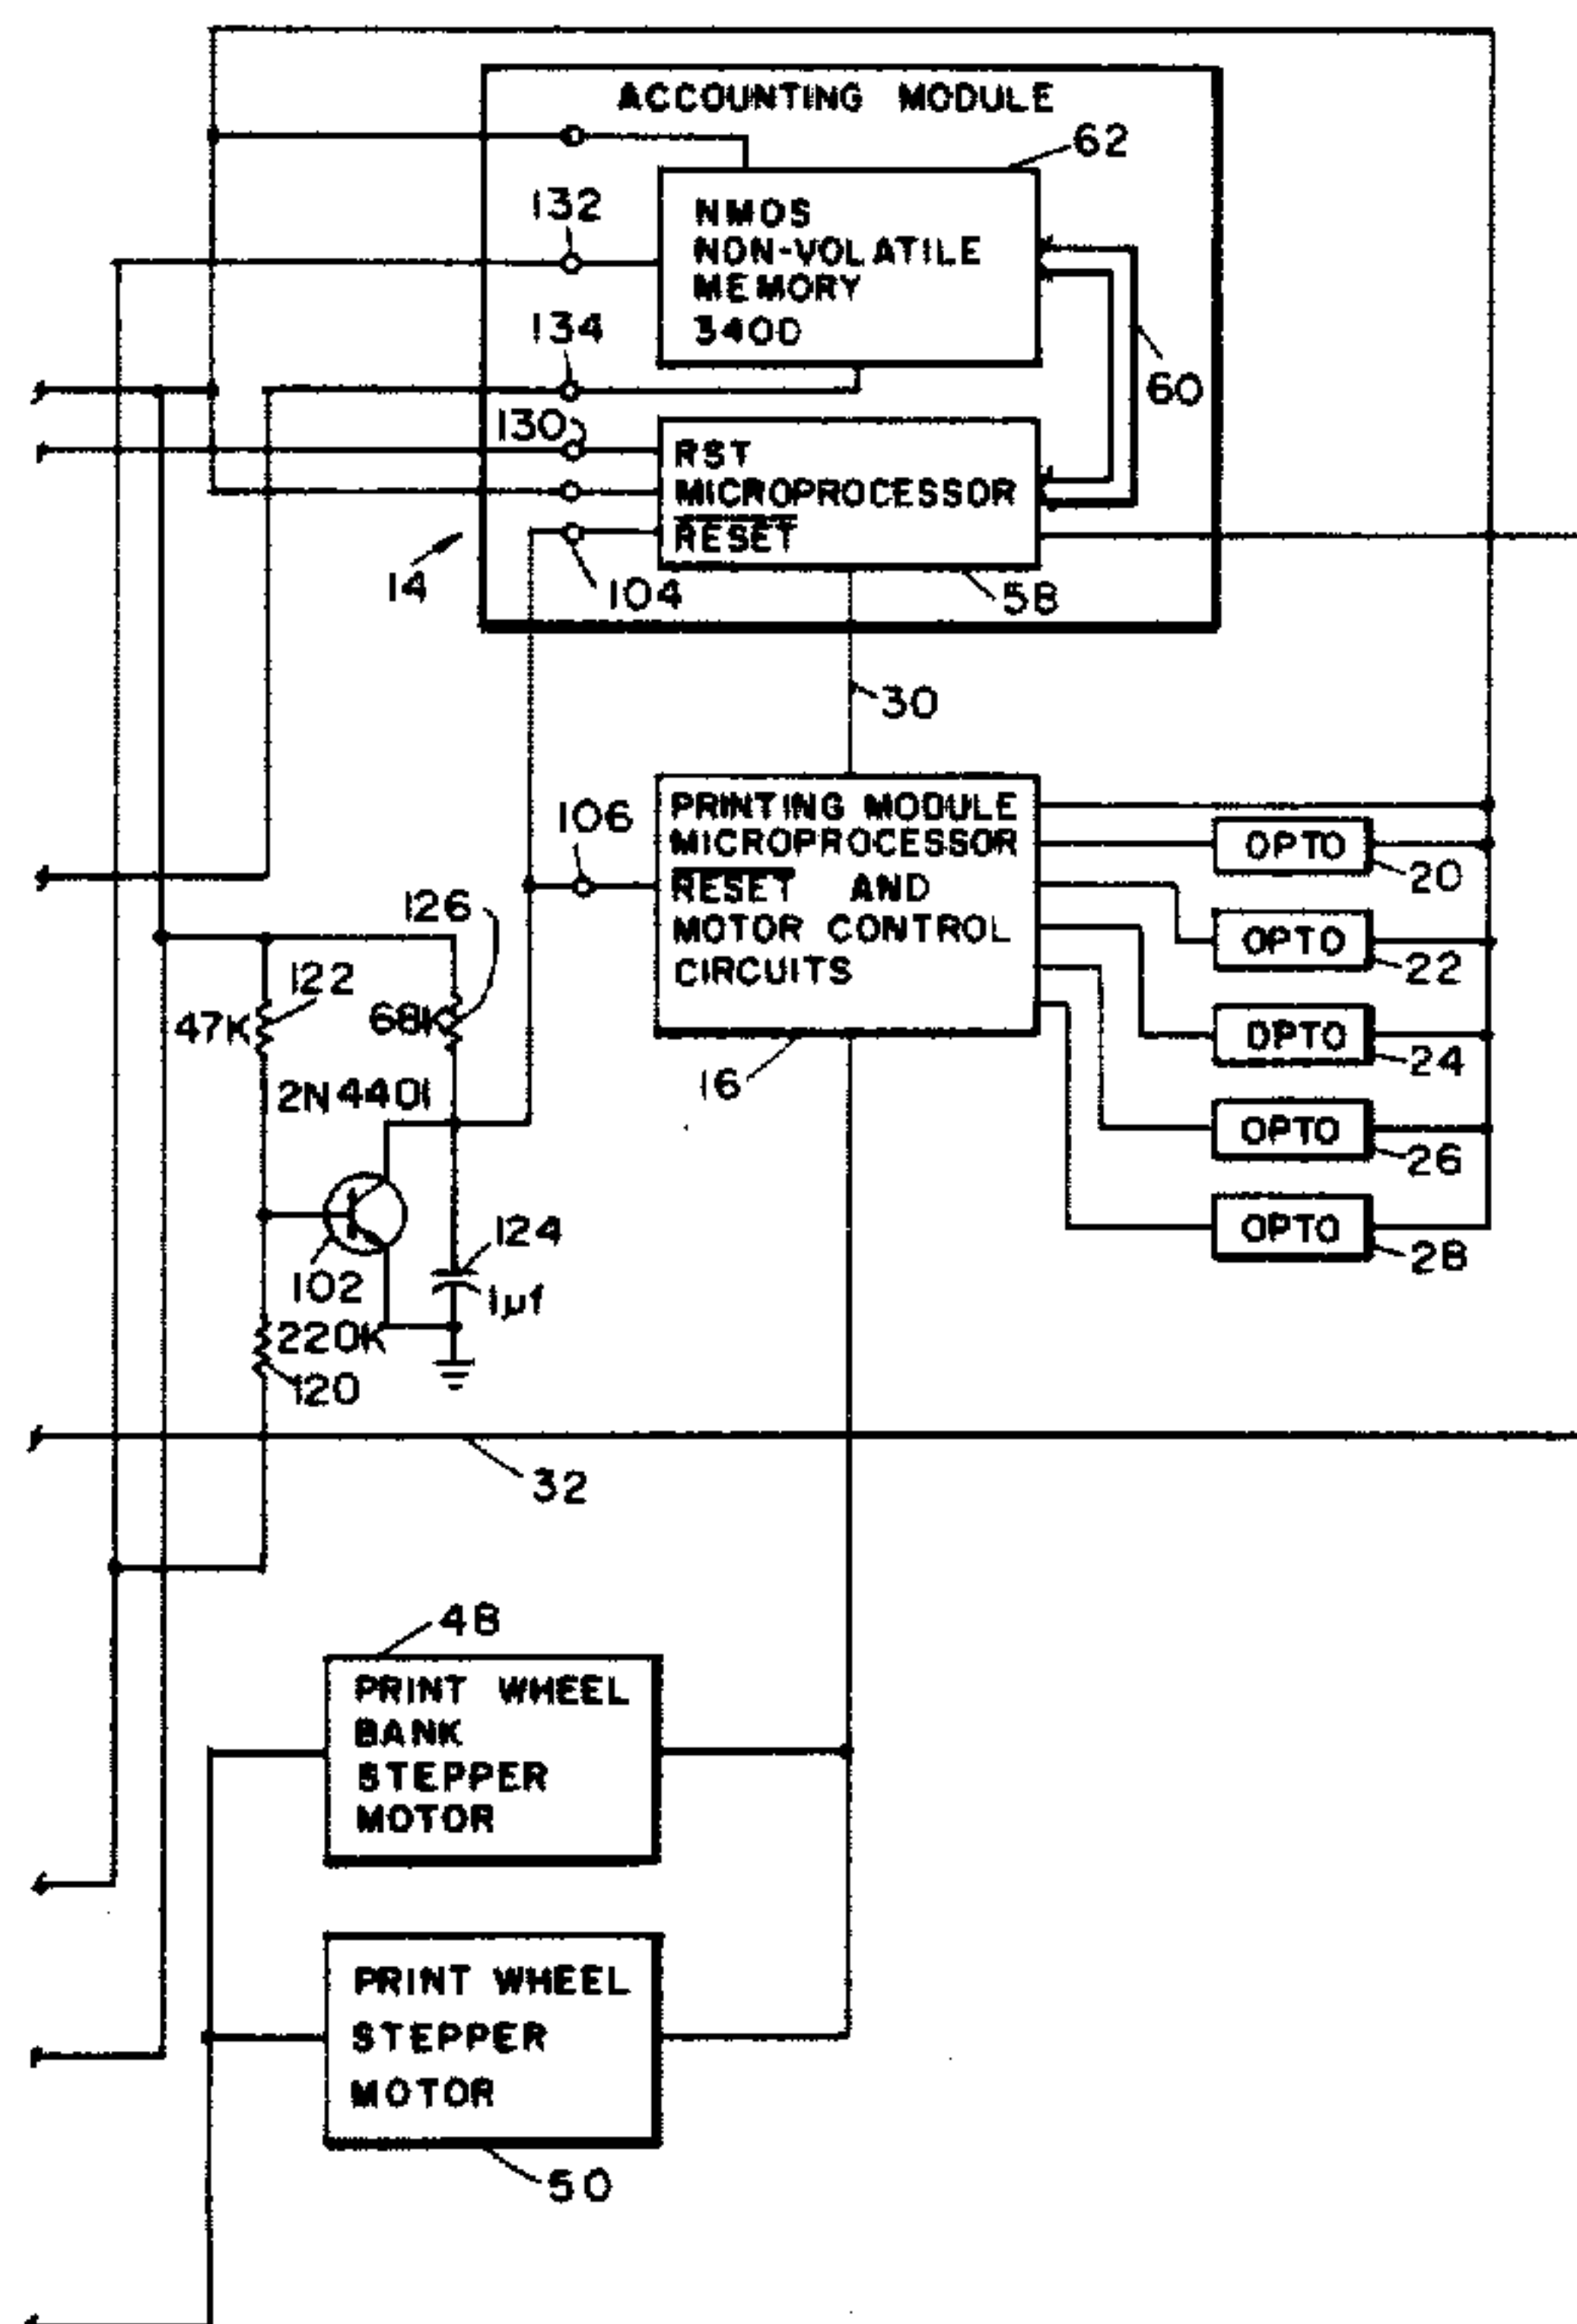 ACCOUNTING MODULE
62
132
NMOS
NON-VOLATILE
MEMORY
3400
134
60
130
RST
MICROPROCESSOR
RESET
14
104
58
30
106
PRINTING MODULE
MICROPROCESSOR
RESET AND
MOTOR CONTROL
CIRCUITS
OPTO
20
126
OPTO
22
122
47K
68K
OPTO
24
16
2N4401
OPTO
26
124
OPTO
28
102
1µf
220K
120
32
48
PRINT WHEEL
BANK
STEPPER
MOTOR
PRINT WHEEL
STEPPER
MOTOR
50